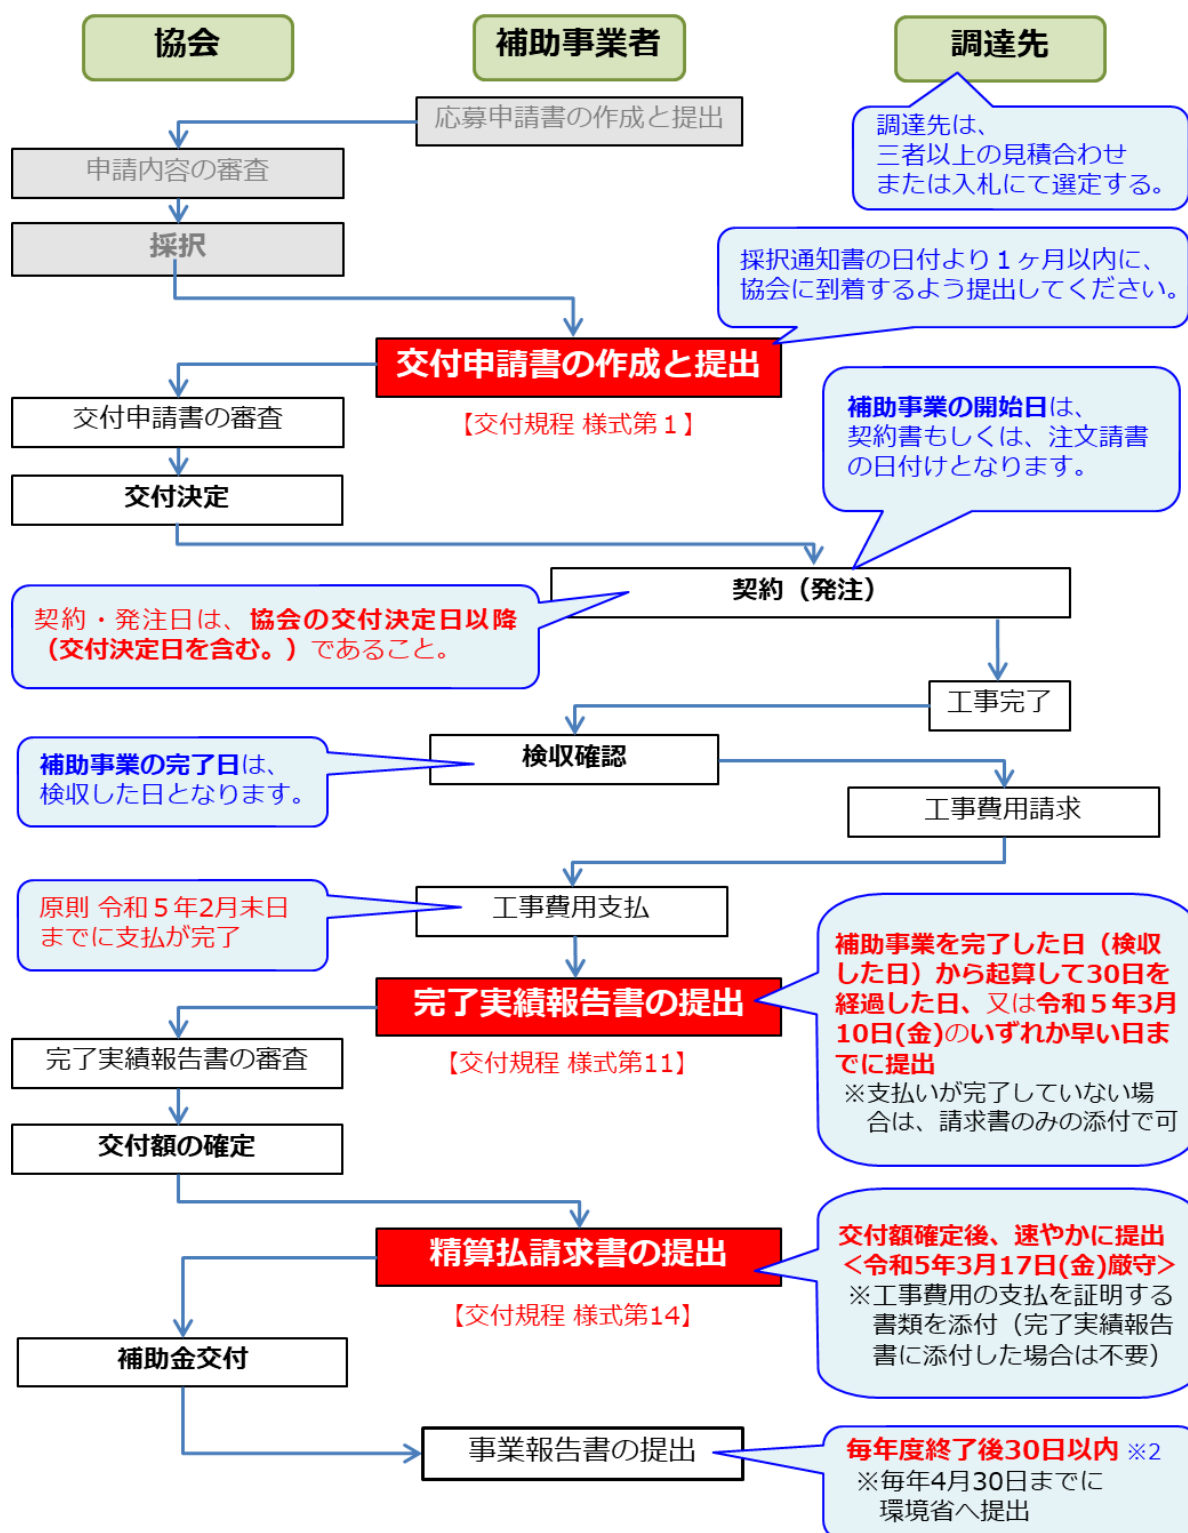 協会
補助事業者
調達先
応募申請書の作成と提出
調達先は、
三者以上の見積合わせ
または入札にて選定する。
申請内容の審査
採択
採択通知書の日付より１ヶ月以内に、
協会に到着するよう提出してください。
交付申請書の作成と提出
【交付規程 様式第１】
交付申請書の審査
補助事業の開始日は、
契約書もしくは、注文請書
の日付けとなります。
交付決定
契約（発注）
契約・発注日は、協会の交付決定日以降
（交付決定日を含む。）であること。
工事完了
検収確認
補助事業の完了日は、
検収した日となります。
工事費用請求
工事費用支払
原則 令和５年2月末日
までに支払が完了
補助事業を完了した日（検収
した日）から起算して30日を
経過した日、又は令和５年3月
10日(金)のいずれか早い日ま
でに提出
※支払いが完了していない場
合は、請求書のみの添付で可
完了実績報告書の提出
【交付規程 様式第11】
完了実績報告書の審査
交付額の確定
精算払請求書の提出
【交付規程 様式第14】
交付額確定後、速やかに提出
＜令和5年3月17日(金)厳守＞
※工事費用の支払を証明する
書類を添付（完了実績報告
書に添付した場合は不要）
補助金交付
事業報告書の提出
毎年度終了後30日以内 ※2
※毎年4月30日までに
環境省へ提出